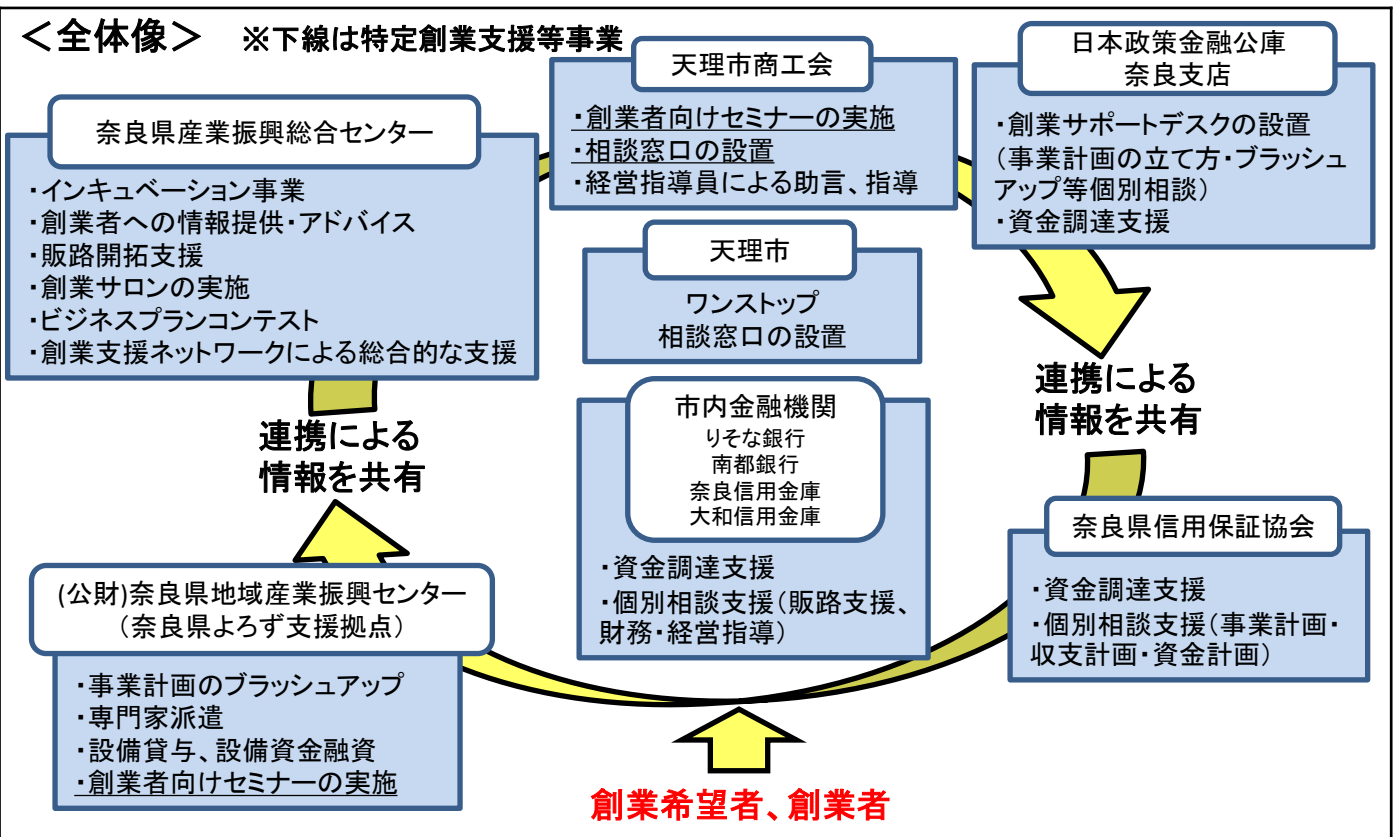 ＜全体像＞ ※下線は特定創業支援等事業
奈良県産業振興総合センター
・インキュベーション事業
・創業者への情報提供・アドバイス
・販路開拓支援
・創業サロンの実施
・ビジネスプランコンテスト
・創業支援ネットワークによる総合的な支援
天理市商工会
・創業者向けセミナーの実施
・相談窓口の設置
・経営指導員による助言、指導
日本政策金融公庫
奈良支店
・創業サポートデスクの設置
（事業計画の立て方・ブラッシュ
アップ等個別相談）
・資金調達支援
天理市
ワンストップ
相談窓口の設置
連携による
情報を共有
市内金融機関
りそな銀行
南都銀行
奈良信用金庫
大和信用金庫
・資金調達支援
・個別相談支援（販路支援、
財務・経営指導）
連携による
情報を共有
(公財)奈良県地域産業振興センター
（奈良県よろず支援拠点）
・事業計画のブラッシュアップ
・専門家派遣
・設備貸与、設備資金融資
・創業者向けセミナーの実施
奈良県信用保証協会
・資金調達支援
・個別相談支援（事業計画・
収支計画・資金計画）
創業希望者、創業者